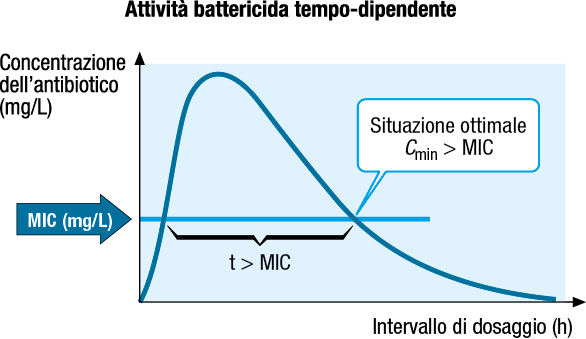 Attività battericida tempo-dipendente
Concentrazione
dell'antibiotico
(mg/L)
Situazione ottimale
Cmin > MIC
MIC (mg/L)
t > MIC
Intervallo di dosaggio (h)